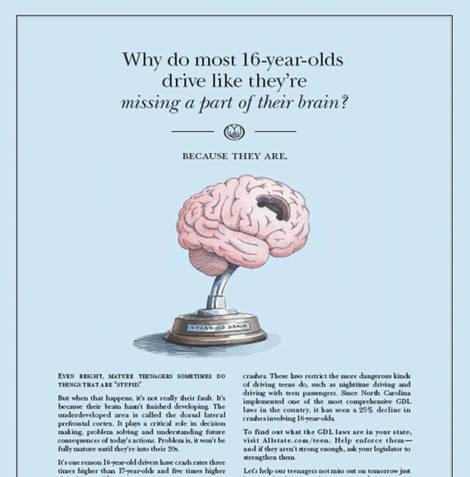 Why do most 16-year-olds
drive like they're
missing a part of their brain?
BECAUSE THEY ARE.
16-YEAR-OLD BRAIN
EVEN BRIGHT, MATURE TEENAGERS SOMETIMES DO
THINGS THAT ARE "STUPID."
But when that happens, it's not really their fault. It's
because their brain hasn't finished developing. The
underdeveloped area is called the dorsal lateral
prefrontal cortex. It plays a critical role in decision
making, problem solving and understanding future
consequences of today's actions. Problem is, it won't be
fully mature until they're into their 20s.
It's one reason 16-year-old drivers have crash rates three
times higher than 17-year-olds and five times higher
crashes. These laws restrict the more dangerous kinds
of driving teens do, such as nighttime driving and
driving with teen passengers. Since North Carolina
implemented one of the most comprehensive GDL
laws in the country, it has seen a 25% decline in
crashes involving 16-year-olds.
To find out what the GDL laws are in your state,
visit Allstate.com/teen. Help enforce them—
and if they aren't strong enough, ask your legislator to
strengthen them.
Let's help our teenagers not miss out on tomorrow just